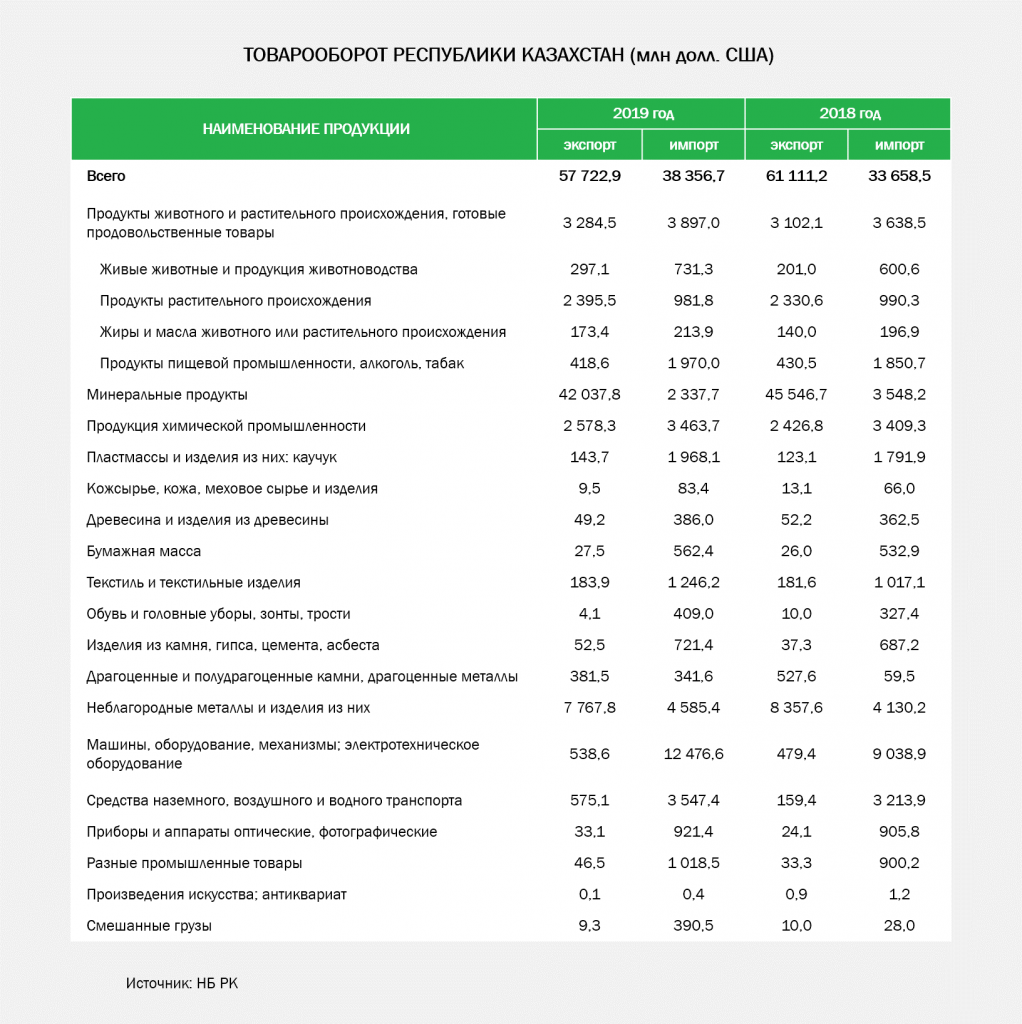 ТОВАРООБОРОТ РЕСПУБЛИКИ КАЗАХСТАН (млн долл. США)
НАИМЕНОВАНИЕ ПРОДУКЦИИ 2019 год 2018 год
экспорт импорт экспорт импорт
Всего 57 722,9 38 356,7 61 111,2 33 658,5
Продукты животного и растительного происхождения, готовые
продовольственные товары 3 284,5 3 897,0 3 102,1 3 638,5
Живые животные и продукция животноводства 297,1 731,3 201,0 600,6
Продукты растительного происхождения 2 395,5 981,8 2 330,6 990,3
Жиры и масла животного или растительного происхождения 173,4 213,9 140,0 196,9
Продукты пищевой промышленности, алкоголь, табак 418,6 1 970,0 430,5 1 850,7
Минеральные продукты 42 037,8 2 337,7 45 546,7 3 548,2
Продукция химической промышленности 2 578,3 3 463,7 2 426,8 3 409,3
Пластмассы и изделия из них: каучук 143,7 1 968,1 123,1 1 791,9
Кожсырье, кожа, меховое сырье и изделия 9,5 83,4 13,1 66,0
Древесина и изделия из древесины 49,2 386,0 52,2 362,5
Бумажная масса 27,5 562,4 26,0 532,9
Текстиль и текстильные изделия 183,9 1 246,2 181,6 1 017,1
Обувь и головные уборы, зонты, трости 4,1 409,0 10,0 327,4
Изделия из камня, гипса, цемента, асбеста 52,5 721,4 37,3 687,2
Драгоценные и полудрагоценные камни, драгоценные металлы 381,5 341,6 527,6 59,5
Неблагородные металлы и изделия из них 7 767,8 4 585,4 8 357,6 4 130,2
Машины, оборудование, механизмы; электротехническое
оборудование 538,6 12 476,6 479,4 9 038,9
Средства наземного, воздушного и водного транспорта 575,1 3 547,4 159,4 3 213,9
Приборы и аппараты оптические, фотографические 33,1 921,4 24,1 905,8
Разные промышленные товары 46,5 1 018,5 33,3 900,2
Произведения искусства; антиквариат 0,1 0,4 0,9 1,2
Смешанные грузы 9,3 390,5 10,0 28,0
Источник: НБ РК